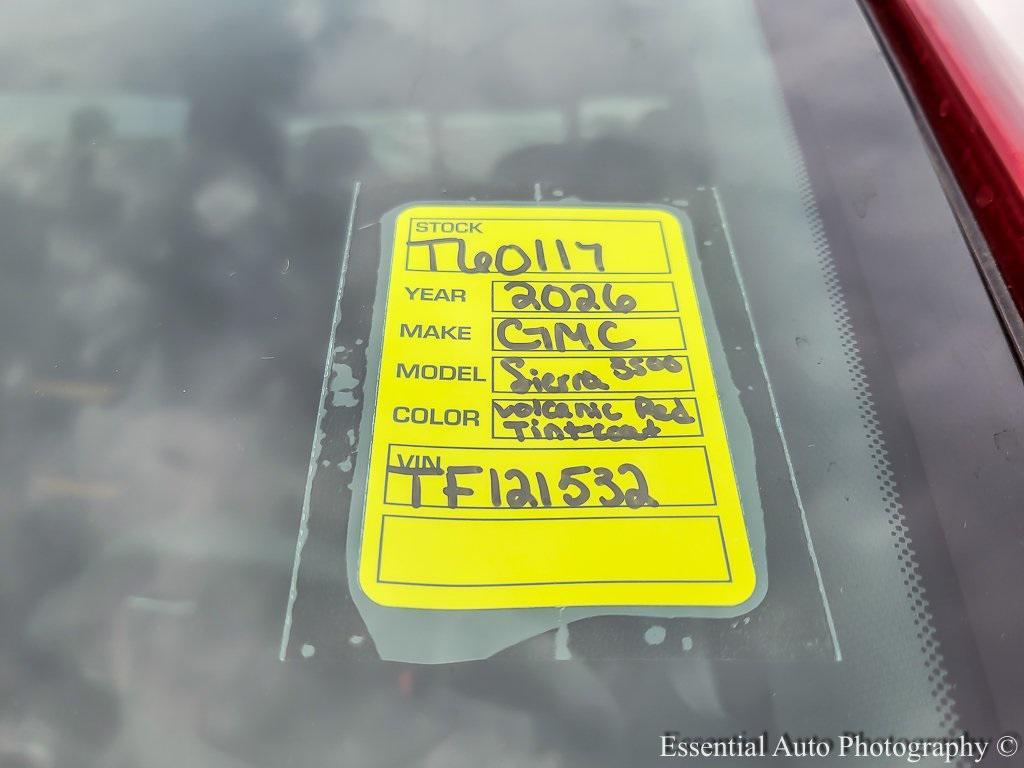 STOCK
T60117
YEAR 2026
MAKE GMC
MODEL Sierra 3500
COLOR Volcanic Red
Tintcoat
VIN
TF121532
Essential Auto Photography ©